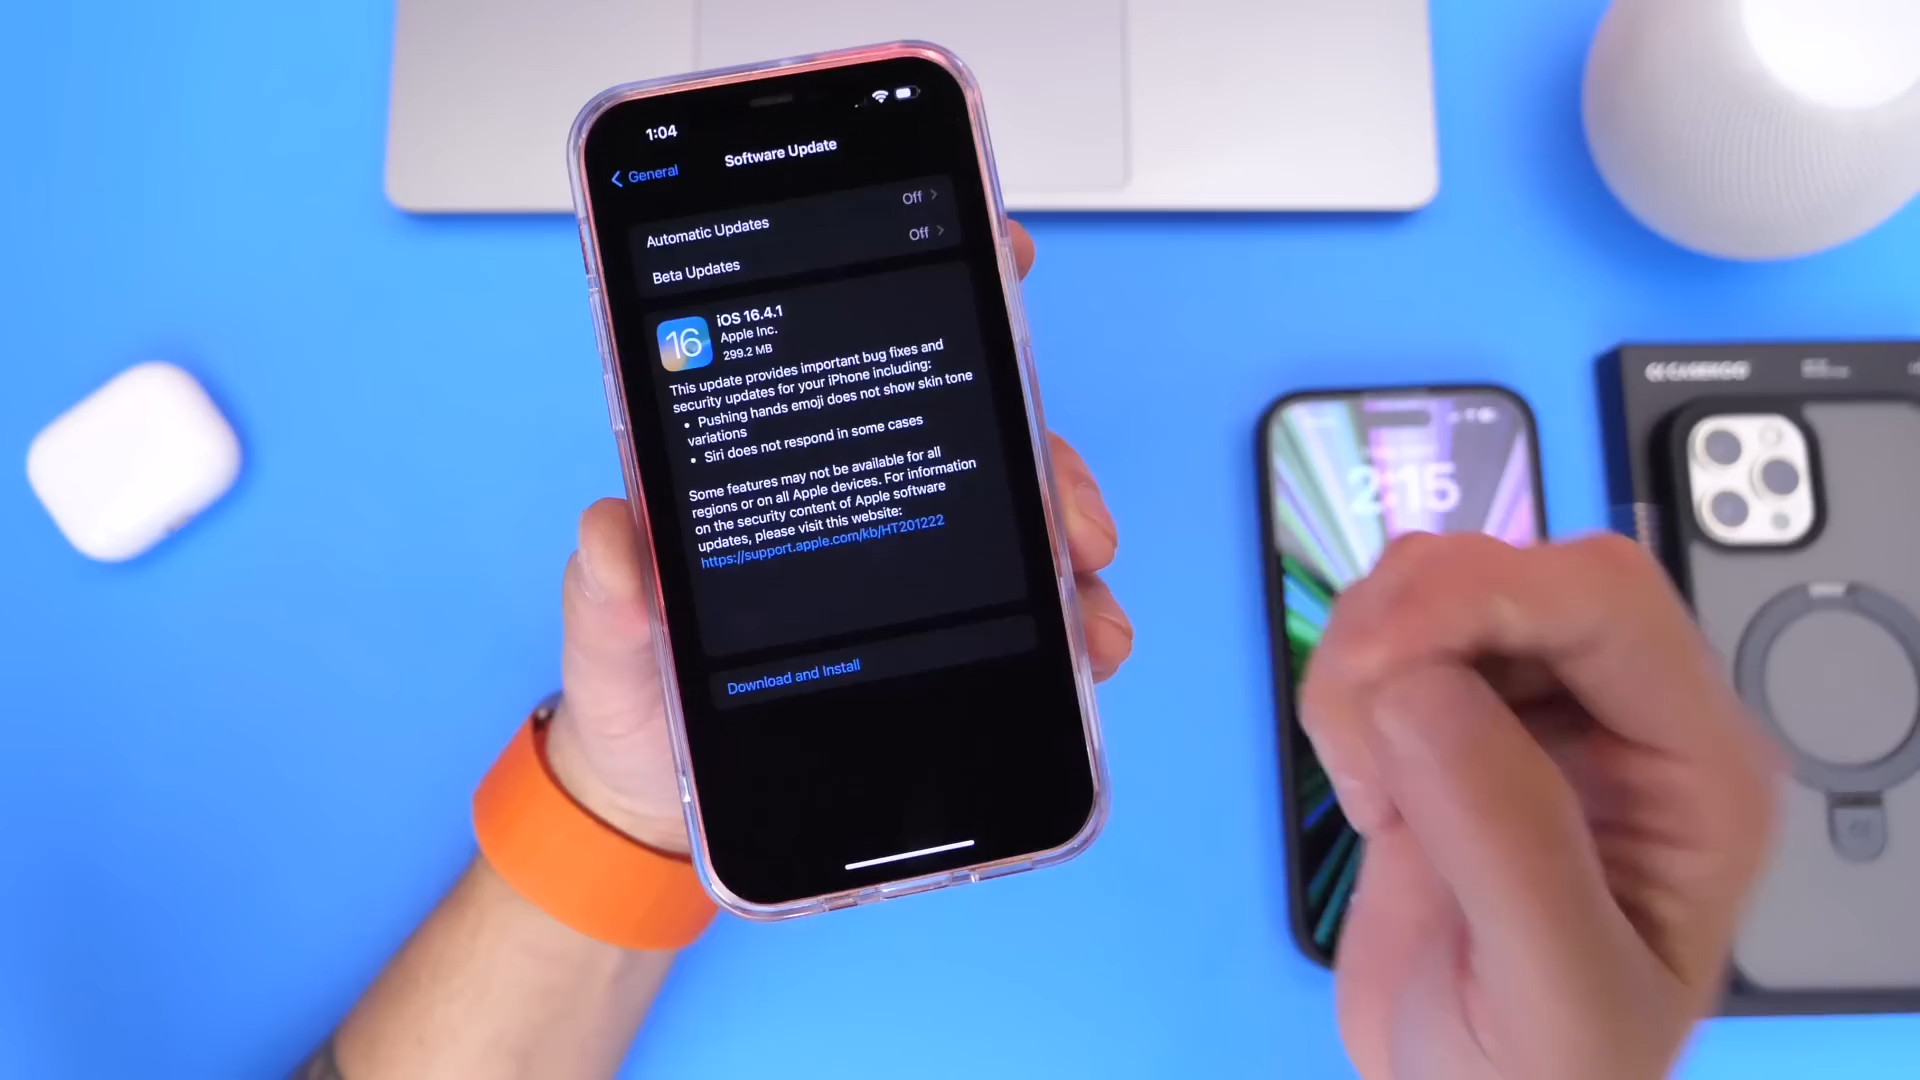 1:04
General
Software Update
Automatic Updates
Off
Beta Updates
Off
16
iOS 16.4.1
Apple Inc.
299.2 MB
This update provides important bug fixes and
security updates for your iPhone including:
• Pushing hands emoji does not show skin tone
variations
• Siri does not respond in some cases
Some features may not be available for all
regions or on all Apple devices. For information
on the security content of Apple software
updates, please visit this website:
https://support.apple.com/kb/HT201222
Download and Install
2:15